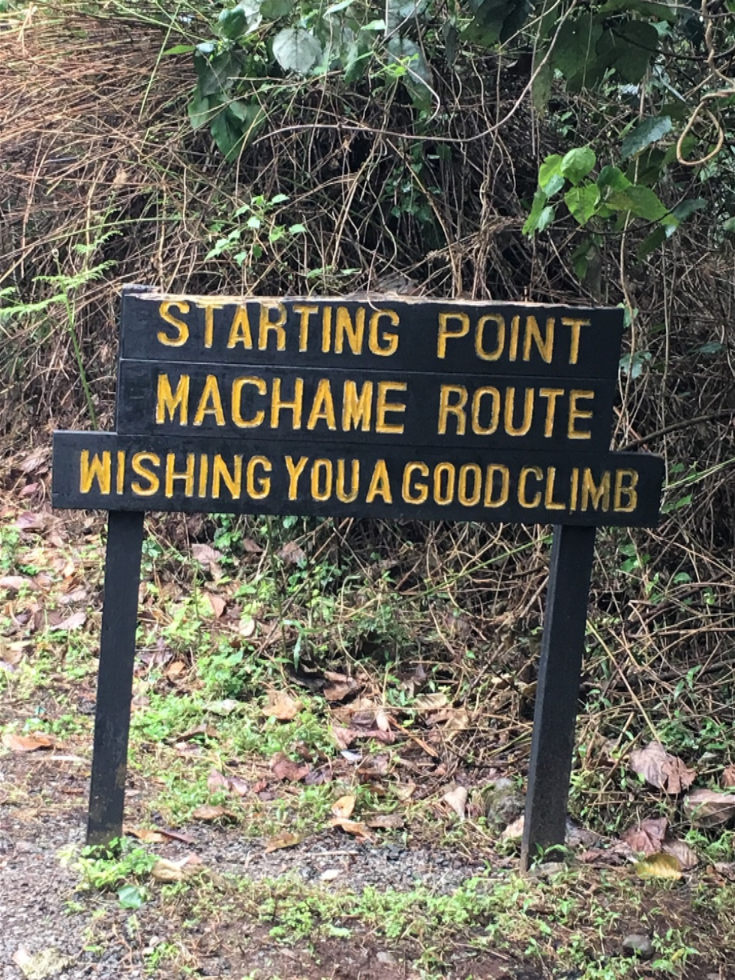 STARTING POINT
MACHAME ROUTE
WISHING YOU A GOOD CLIMB